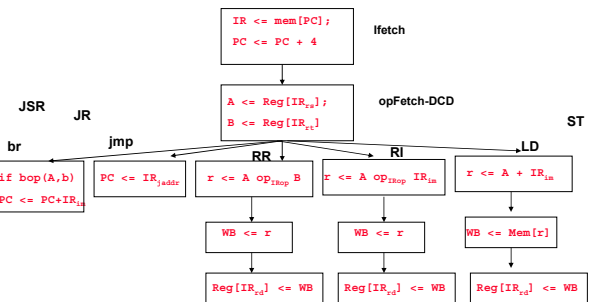 IR <= mem[PC];
PC <= PC + 4
Ifetch
A <= Reg[IRrs];
B <= Reg[IRrt]
opFetch-DCD
JSR
JR
ST
br
jmp
RR
RI
LD
if bop(A,b)
PC <= PC+IRim
PC <= IRjaddr
r <= A opIRop B
r <= A opIRop IRim
r <= A + IRim
WB <= r
WB <= r
WB <= Mem[r]
Reg[IRrd] <= WB
Reg[IRrd] <= WB
Reg[IRrd] <= WB